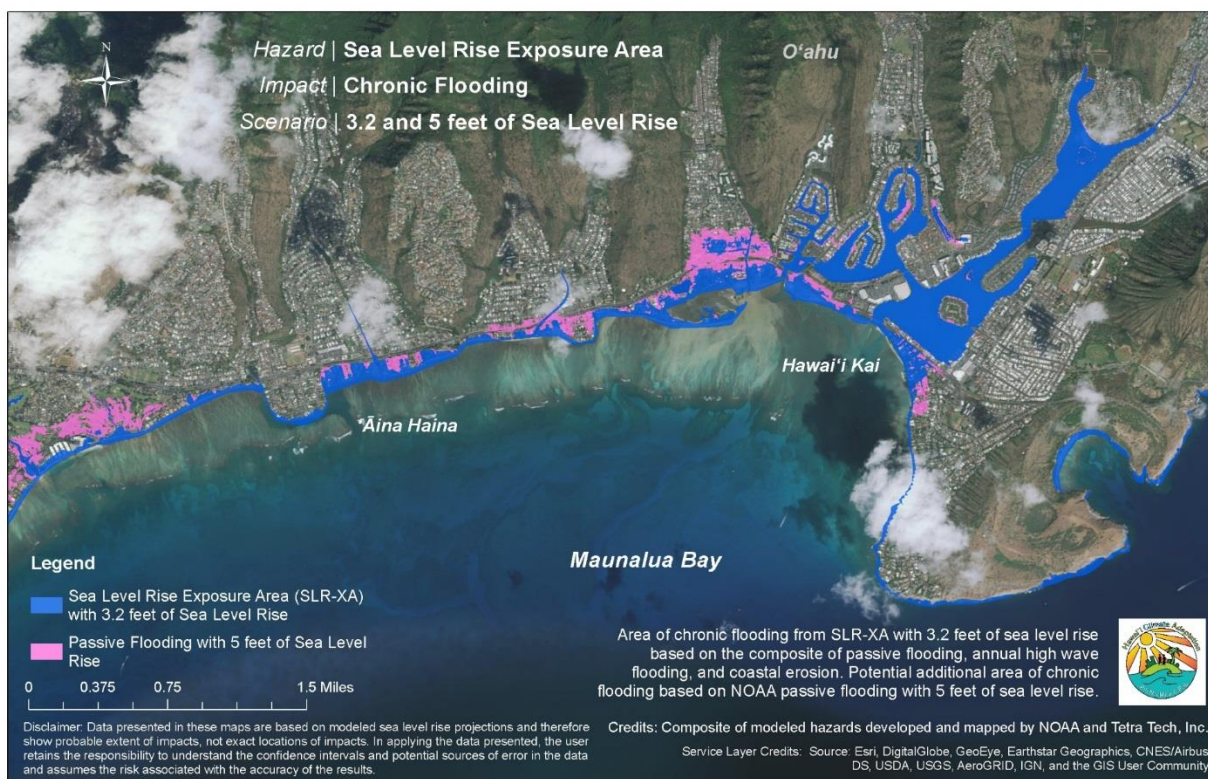 N
Hazard | Sea Level Rise Exposure Area
Impact | Chronic Flooding
Scenario | 3.2 and 5 feet of Sea Level Rise
O'ahu
Hawai'i Kai
'Āina Haina
Maunalua Bay
Legend
Sea Level Rise Exposure Area (SLR-XA)
with 3.2 feet of Sea Level Rise
Passive Flooding with 5 feet of Sea Level
Rise
0 0.375 0.75 1.5 Miles
Disclaimer: Data presented in these maps are based on modeled sea level rise projections and therefore
show probable extent of impacts, not exact locations of impacts. In applying the data presented, the user
retains the responsibility to understand the confidence intervals and potential sources of error in the data
and assumes the risk associated with the accuracy of the results.
Area of chronic flooding from SLR-XA with 3.2 feet of sea level rise
based on the composite of passive flooding, annual high wave
flooding, and coastal erosion. Potential additional area of chronic
flooding based on NOAA passive flooding with 5 feet of sea level rise.
Hawai'i Climate Adaptation
Credits: Composite of modeled hazards developed and mapped by NOAA and Tetra Tech, Inc.
Service Layer Credits: Source: Esri, DigitalGlobe, GeoEye, Earthstar Geographics, CNES/Airbus
DS, USDA, USGS, AeroGRID, IGN, and the GIS User Community